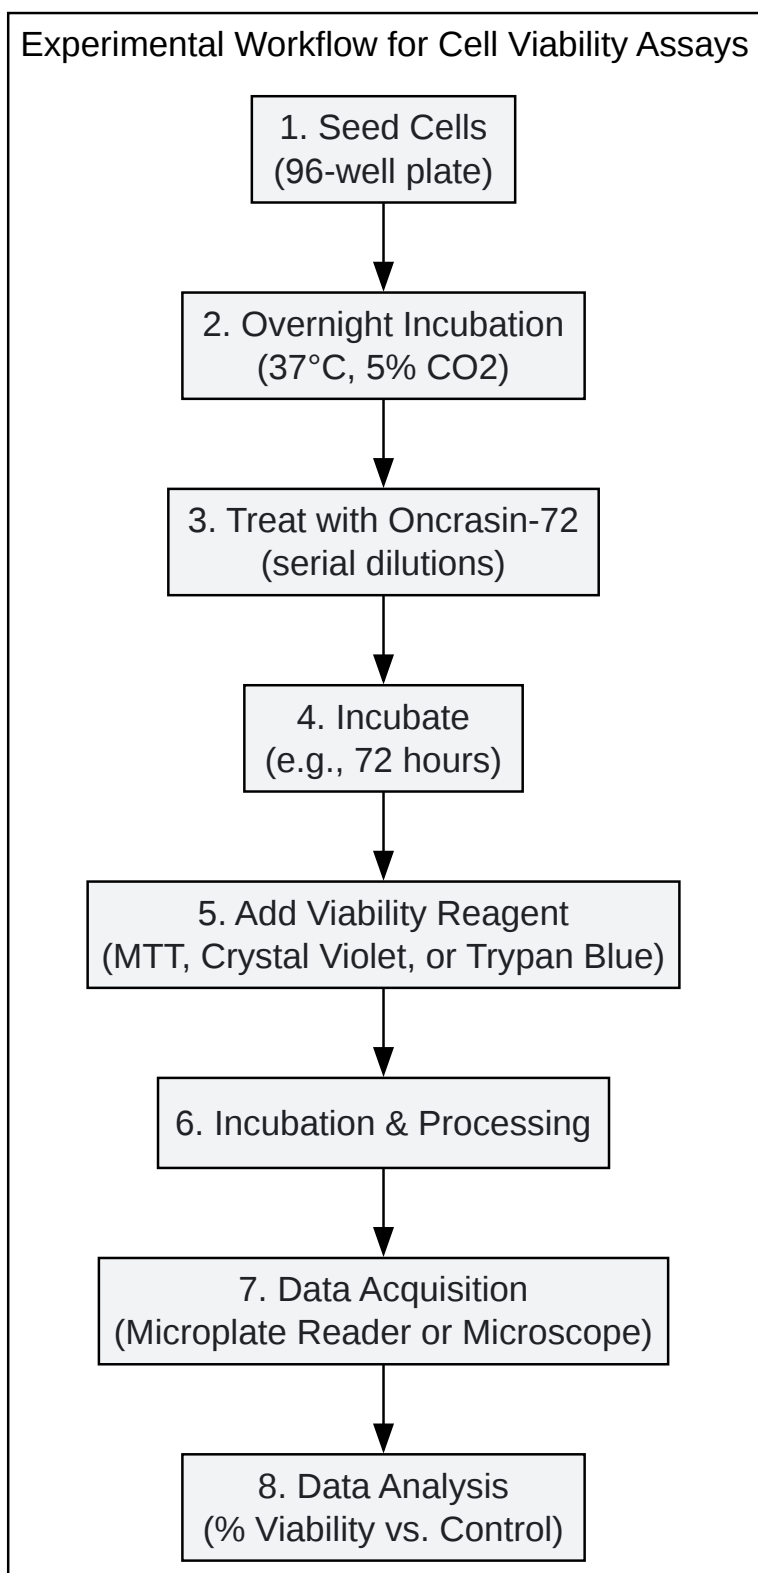 Experimental Workflow for Cell Viability Assays
1. Seed Cells
(96-well plate)
2. Overnight Incubation
(37°C, 5% CO2)
3. Treat with Oncrasin-72
(serial dilutions)
4. Incubate
(e.g., 72 hours)
5. Add Viability Reagent
(MTT, Crystal Violet, or Trypan Blue)
6. Incubation & Processing
7. Data Acquisition
(Microplate Reader or Microscope)
8. Data Analysis
(% Viability vs. Control)